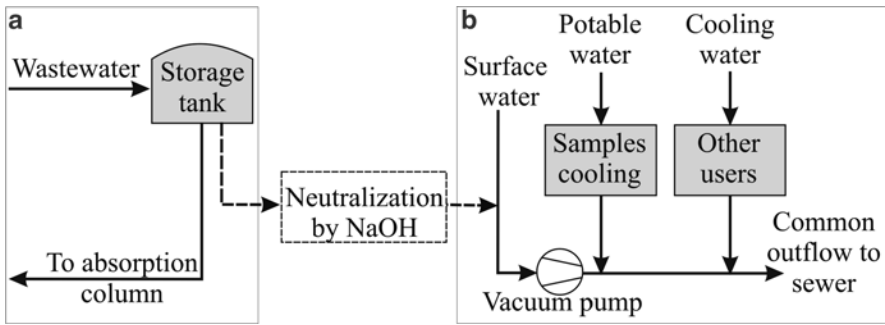 a
Wastewater
Storage
tank
To absorption
column
Neutralization
by NaOH
b
Surface
water
Potable
water
Cooling
water
Samples
cooling
Other
users
Vacuum pump
Common
outflow to
sewer